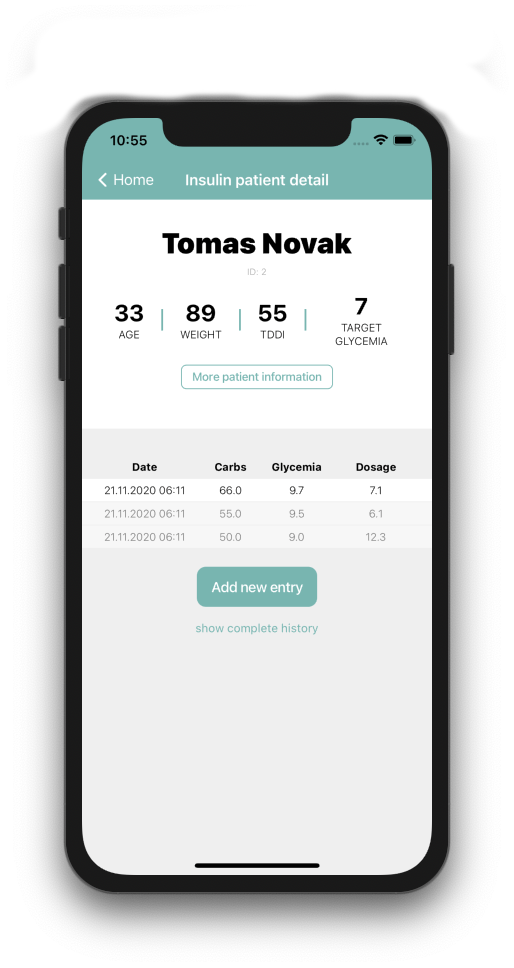 10:55
Home Insulin patient detail
Tomas Novak
ID: 2
33 89 55 7
AGE WEIGHT TDDI TARGET
GLYCEMIA
More patient information
Date Carbs Glycemia Dosage
21.11.2020 06:11 66.0 9.7 7.1
21.11.2020 06:11 55.0 9.5 6.1
21.11.2020 06:11 50.0 9.0 12.3
Add new entry
show complete history